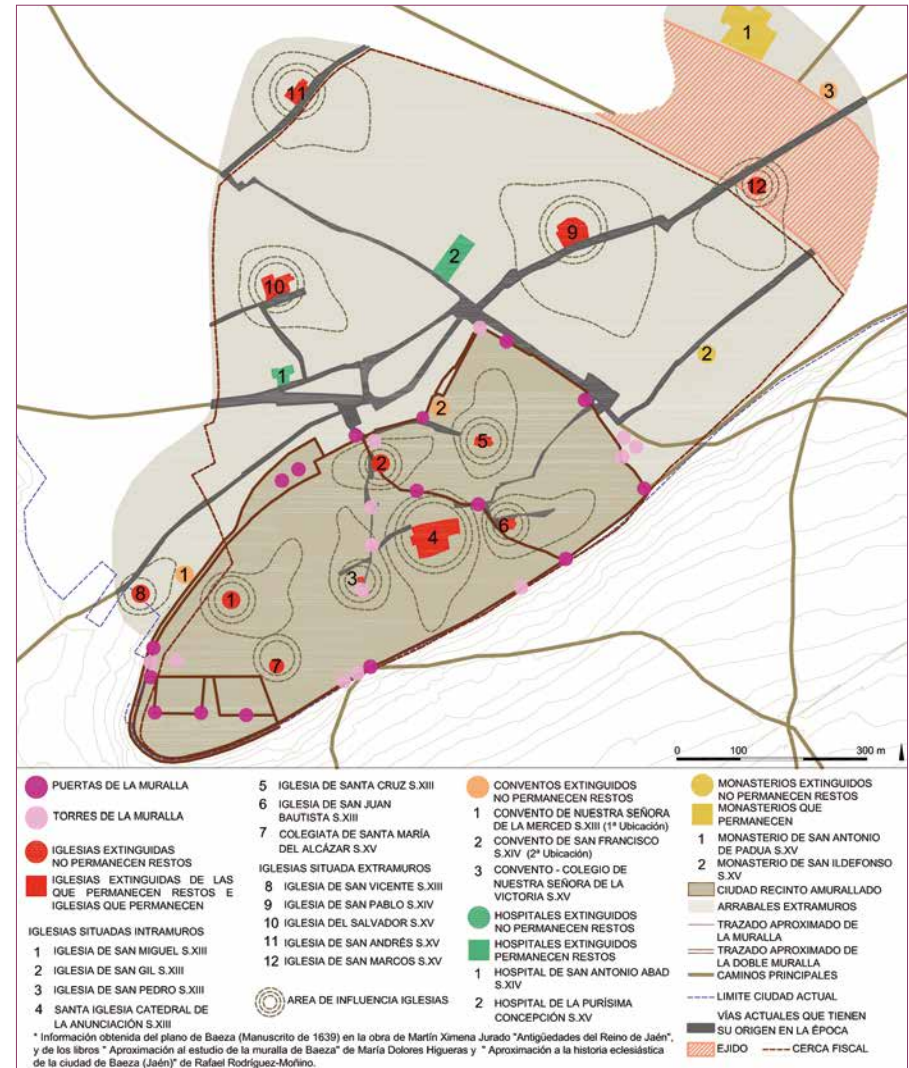 1
3
11
12
9
2
10
2
1
2
5
2
4
6
3
1
8
1
7
0 100 300 m
PUERTAS DE LA MURALLA
TORRES DE LA MURALLA
IGLESIAS EXTINGUIDAS
NO PERMANECEN RESTOS
IGLESIAS EXTINGUIDAS DE LAS
QUE PERMANECEN RESTOS E
IGLESIAS QUE PERMANECEN
IGLESIAS SITUADAS INTRAMUROS
1 IGLESIA DE SAN MIGUEL S.XIII
2 IGLESIA DE SAN GIL S.XIII
3 IGLESIA DE SAN PEDRO S.XIII
4 SANTA IGLESIA CATEDRAL DE
LA ANUNCIACIÓN S.XIII
5 IGLESIA DE SANTA CRUZ S.XIII
6 IGLESIA DE SAN JUAN
BAUTISTA S.XIII
7 COLEGIATA DE SANTA MARÍA
DEL ALCÁZAR S.XV
IGLESIAS SITUADA EXTRAMUROS
8 IGLESIA DE SAN VICENTE S.XIII
9 IGLESIA DE SAN PABLO S.XIV
10 IGLESIA DEL SALVADOR S.XV
11 IGLESIA DE SAN ANDRÉS S.XV
12 IGLESIA DE SAN MARCOS S.XV
AREA DE INFLUENCIA IGLESIAS
CONVENTOS EXTINGUIDOS
NO PERMANECEN RESTOS
1 CONVENTO DE NUESTRA SEÑORA
DE LA MERCED S.XIII (1ª Ubicación)
2 CONVENTO DE SAN FRANCISCO
S.XIV (2ª Ubicación)
3 CONVENTO - COLEGIO DE
NUESTRA SEÑORA DE LA
VICTORIA S.XV
HOSPITALES EXTINGUIDOS
NO PERMANECEN RESTOS
HOSPITALES EXTINGUIDOS
PERMANECEN RESTOS
1 HOSPITAL DE SAN ANTONIO ABAD
S.XIV
2 HOSPITAL DE LA PURÍSIMA
CONCEPCIÓN S.XV
MONASTERIOS EXTINGUIDOS
NO PERMANECEN RESTOS
MONASTERIOS QUE
PERMANECEN
1 MONASTERIO DE SAN ANTONIO
DE PADUA S.XV
2 MONASTERIO DE SAN ILDEFONSO
S.XV
CIUDAD RECINTO AMURALLADO
ARRABALES EXTRAMUROS
TRAZADO APROXIMADO DE
LA MURALLA
TRAZADO APROXIMADO DE
LA DOBLE MURALLA
CAMINOS PRINCIPALES
LIMITE CIUDAD ACTUAL
VÍAS ACTUALES QUE TIENEN
SU ORIGEN EN LA ÉPOCA
EJIDO CERCA FISCAL
* Información obtenida del plano de Baeza (Manuscrito de 1639) en la obra de Martín Ximena Jurado "Antigüedades del Reino de Jaén",
y de los libros " Aproximación al estudio de la muralla de Baeza" de María Dolores Higueras y " Aproximación a la historia eclesiástica
de la ciudad de Baeza (Jaén)" de Rafael Rodríguez-Moñino.